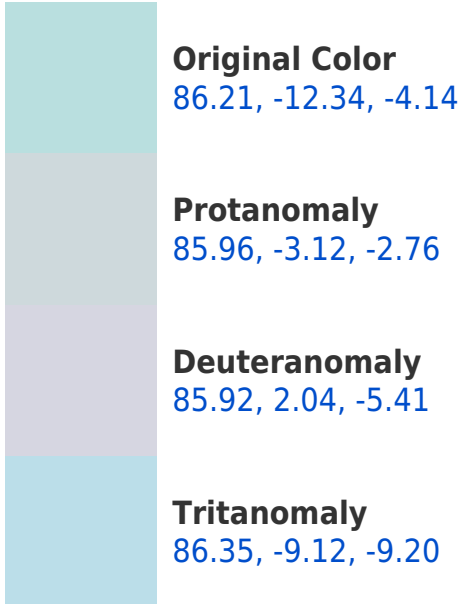 Original Color
86.21, -12.34, -4.14
Protanomaly
85.96, -3.12, -2.76
Deuteranomaly
85.92, 2.04, -5.41
Tritanomaly
86.35, -9.12, -9.20